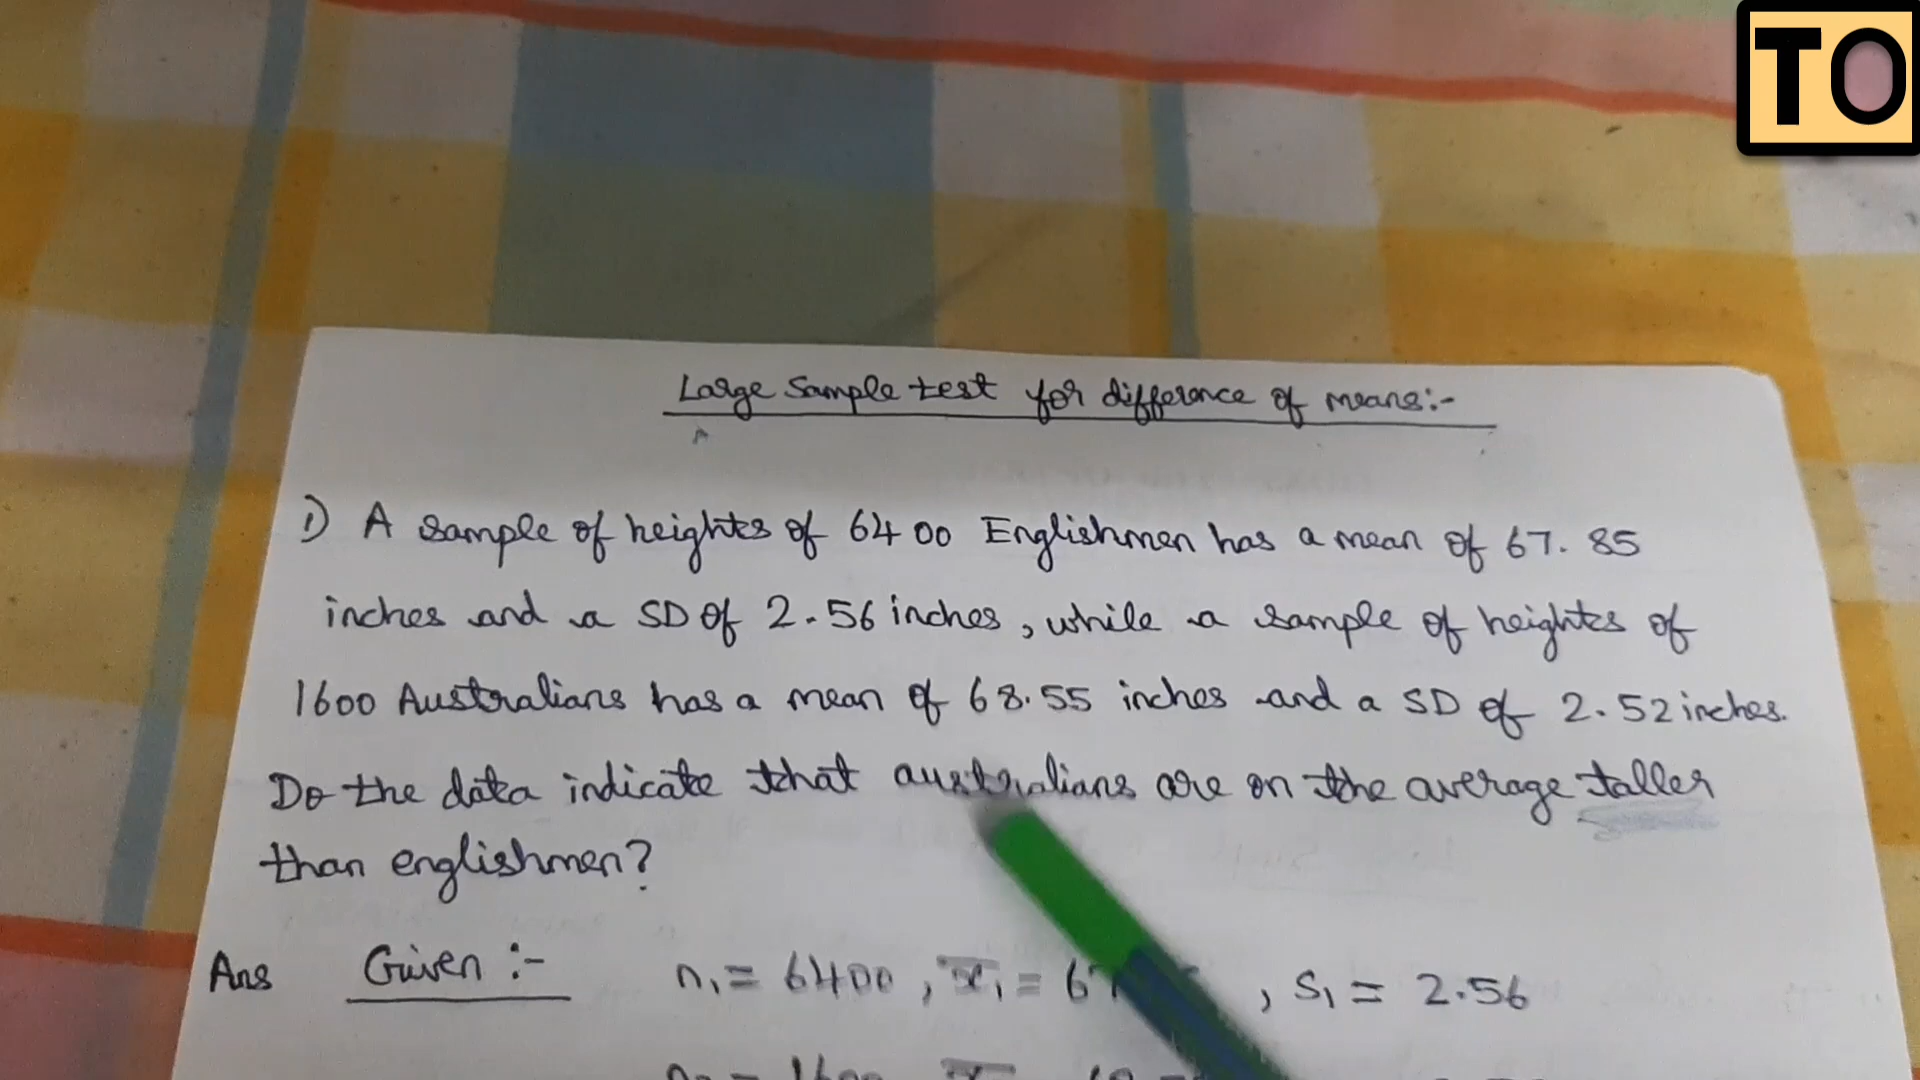 TO
Large Sample test for difference of means:-
1) A sample of heights of 6400 Englishmen has a mean of 67.85
inches and a SD of 2.56 inches, while a sample of heights of
1600 Australians has a mean of 68.55 inches and a SD of 2.52 inches.
Do the data indicate that australians are on the average taller
than englishmen?
Ans Given :- n₁ = 6400, x̄₁ = 67 , S₁ = 2.56
= 1600